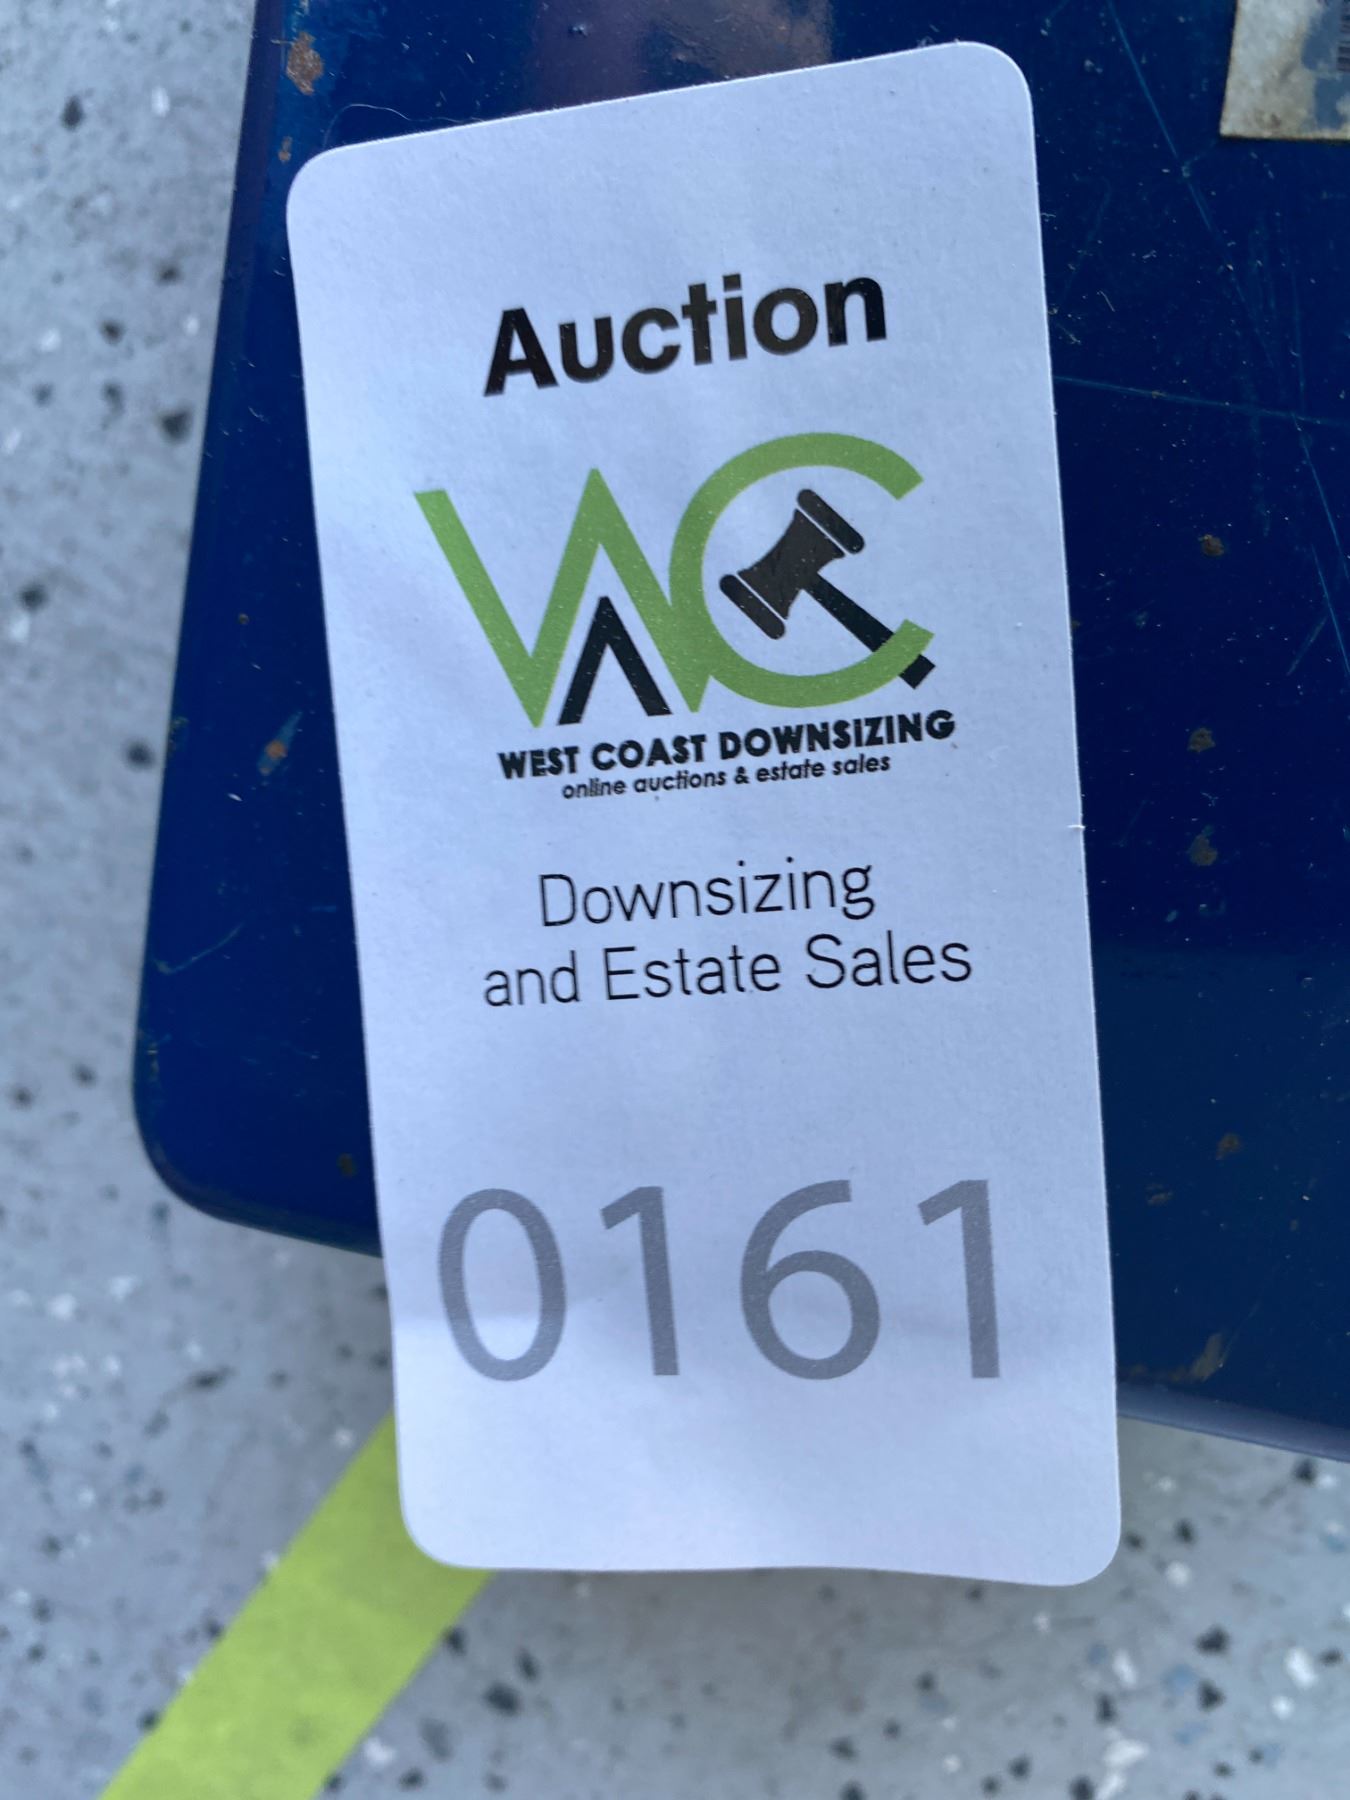 Auction
WC
WEST COAST DOWNSIZING
online auctions & estate sales
Downsizing
and Estate Sales
0161